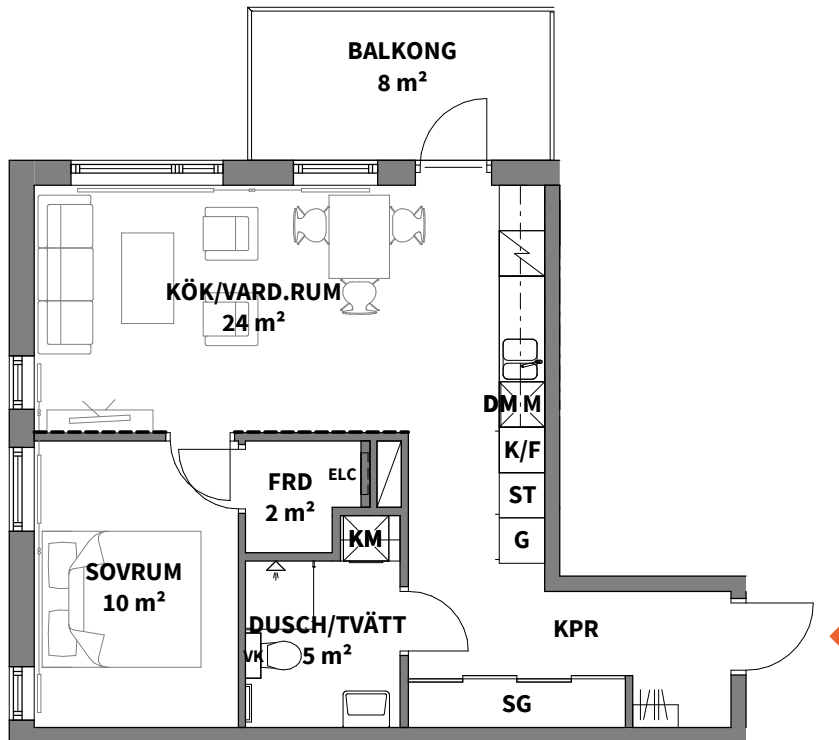 BALKONG
8 m²
KÖK/VARD.RUM
24 m²
DM M
K/F
ST
G
ELC
FRD
2 m²
KM
SOVRUM
10 m²
DUSCH/TVÄTT
5 m²
VK
KPR
SG